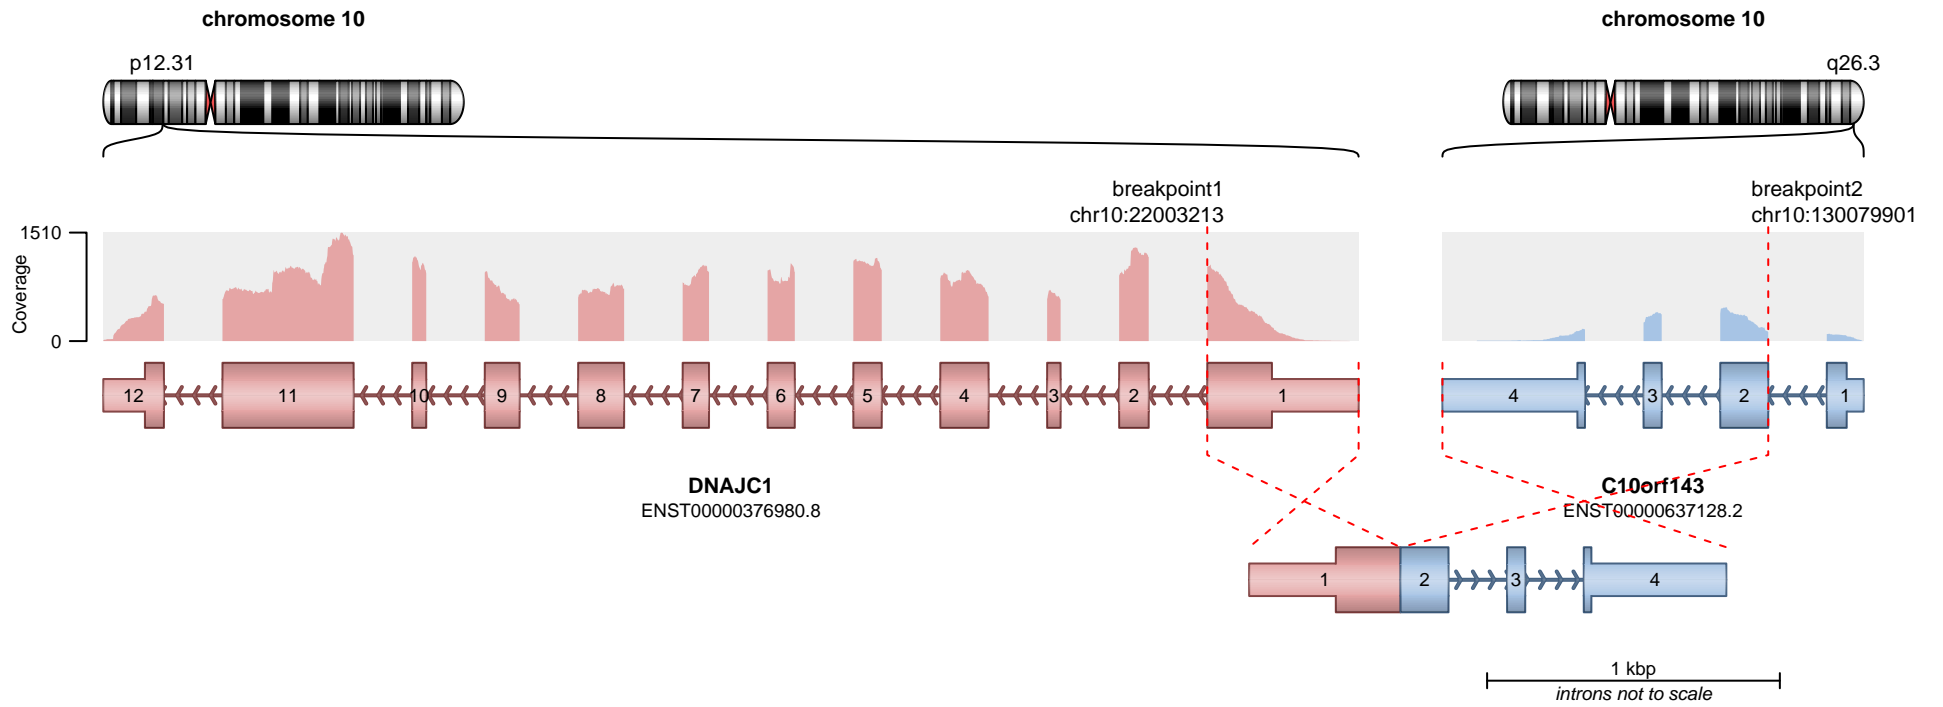 chromosome 10
chromosome 10
p12.31
q26.3
breakpoint1
chr10:22003213
breakpoint2
chr10:130079901
1510
Coverage
0
12 11 10 9 8 7 6 5 4 3 2 1
4 3 2 1
DNAJC1
ENST00000376980.8
C10orf143
ENST00000637128.2
1 2 3 4
1 kbp
introns not to scale